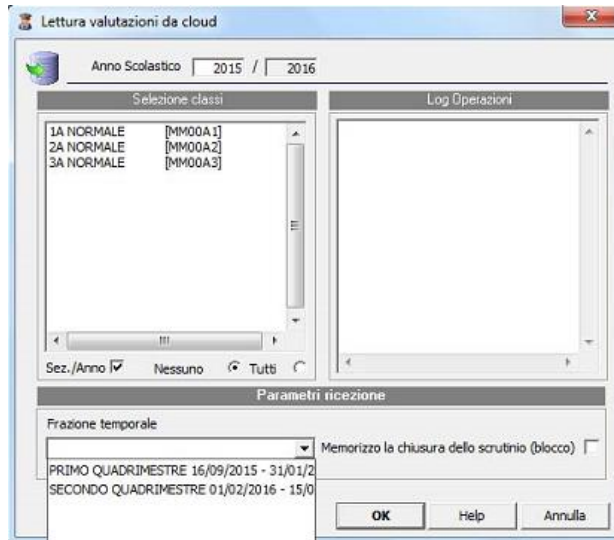 Lettura valutazioni da cloud
Anno Scolastico 2015 / 2016
Selezione classi
1A NORMALE [MM00A1]
2A NORMALE [MM00A2]
3A NORMALE [MM00A3]
Sez./Anno Nessuno Tutti
Log Operazioni
Parametri ricezione
Frazione temporale
Memorizzo la chiusura dello scrutinio (blocco)
PRIMO QUADRIMESTRE 16/09/2015 - 31/01/2
SECONDO QUADRIMESTRE 01/02/2016 - 15/0
OK Help Annulla